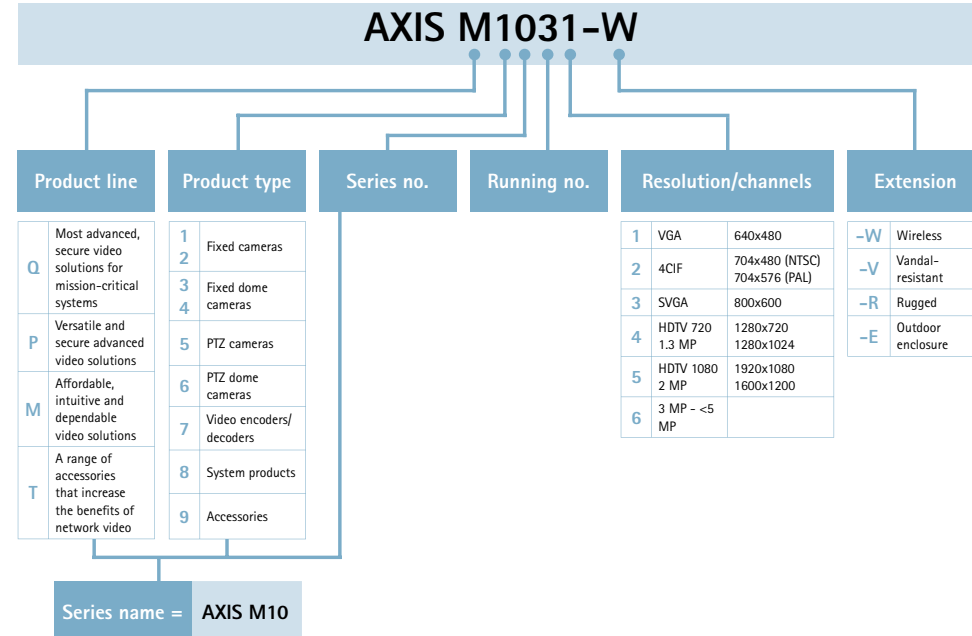 AXIS M1031-W
Product line
Q
Most advanced,
secure video
solutions for
mission-critical
systems
P
Versatile and
secure advanced
video solutions
M
Affordable,
intuitive and
dependable
video solutions
T
A range of
accessories
that increase
the benefits of
network video
Product type
1
2
Fixed cameras
3
4
Fixed dome
cameras
5
PTZ cameras
6
PTZ dome
cameras
7
Video encoders/
decoders
8
System products
9
Accessories
Series no.
Running no.
Resolution/channels
1 VGA 640x480
2 4CIF 704x480 (NTSC)
704x576 (PAL)
3 SVGA 800x600
4 HDTV 720 1280x720
1.3 MP 1280x1024
5 HDTV 1080 1920x1080
2 MP 1600x1200
6 3 MP - <5
MP
Extension
-W Wireless
-V Vandal-
resistant
-R Rugged
-E Outdoor
enclosure
Series name = AXIS M10